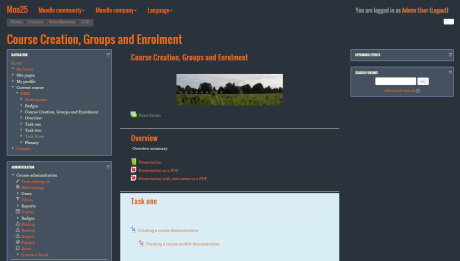 Moo25
Moodle community
Moodle company
Language
You are logged in as Admin User (Logout)
Home
Courses
Miscellaneous
Course Creation, Groups and Enrolment
NAVIGATION
Home
My home
Site pages
My profile
Current course
Participants
Badges
Course Creation, Groups and Enrolment
Overview
Task one
Task two
Task three
Plenary
Courses
ADMINISTRATION
Course administration
Turn editing on
Edit settings
Users
Filters
Reports
Grades
Badges
Backup
Restore
Import
Publish
Reset
Question bank
Course Creation, Groups and Enrolment
News forum
Overview
Overview summary
Presentation
Presentation as a PDF
Presentation with notes as a PDF
Task one
Creating a course demonstration
Creating a course mobile demonstration
UPCOMING EVENTS
SEARCH FORUMS
Go
Advanced search